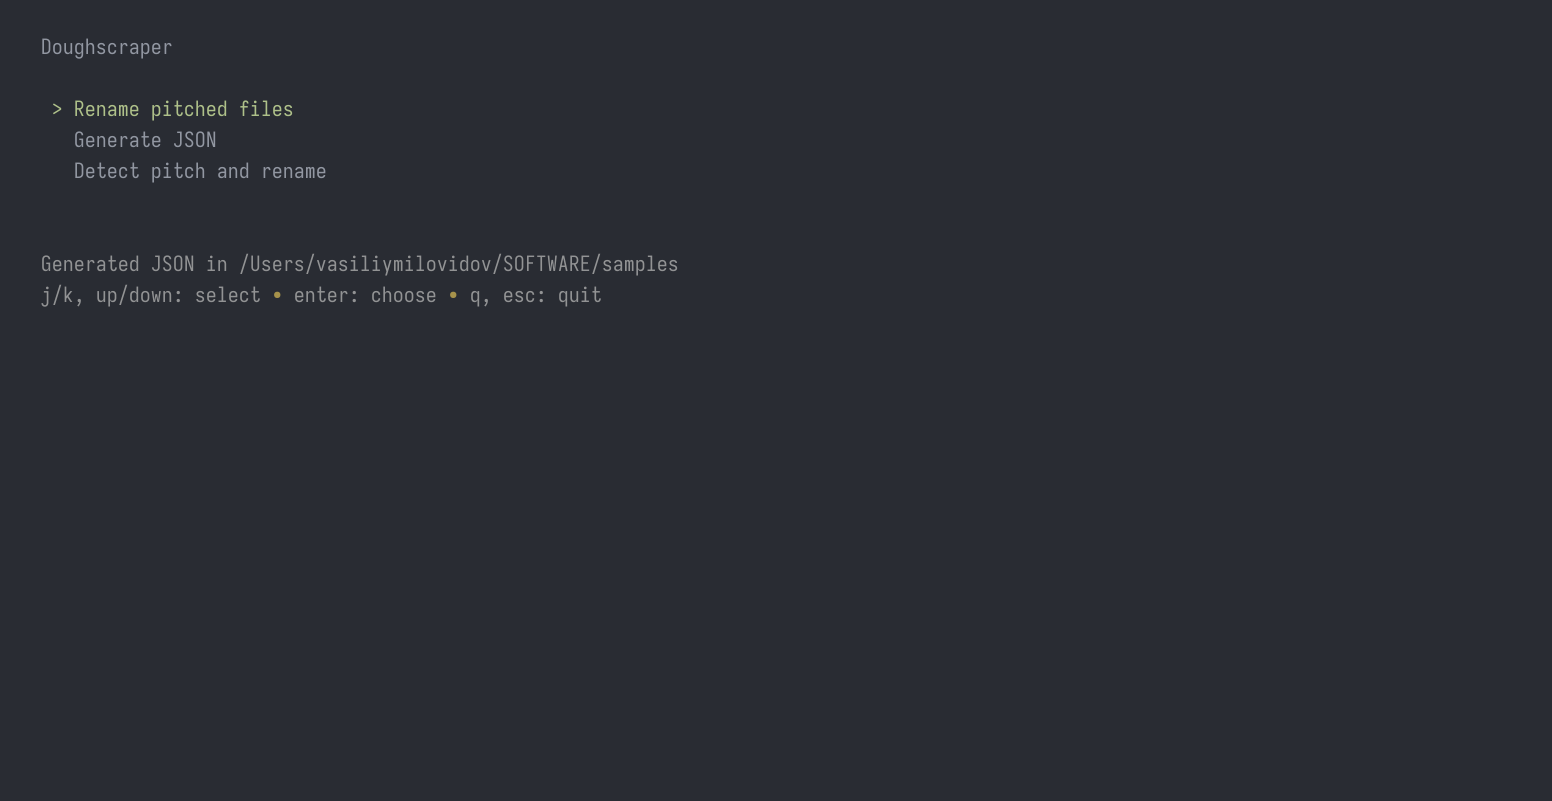 Doughscraper
> Rename pitched files
Generate JSON
Detect pitch and rename
Generated JSON in /Users/vasiliymilovidov/SOFTWARE/samples
j/k, up/down: select • enter: choose • q, esc: quit